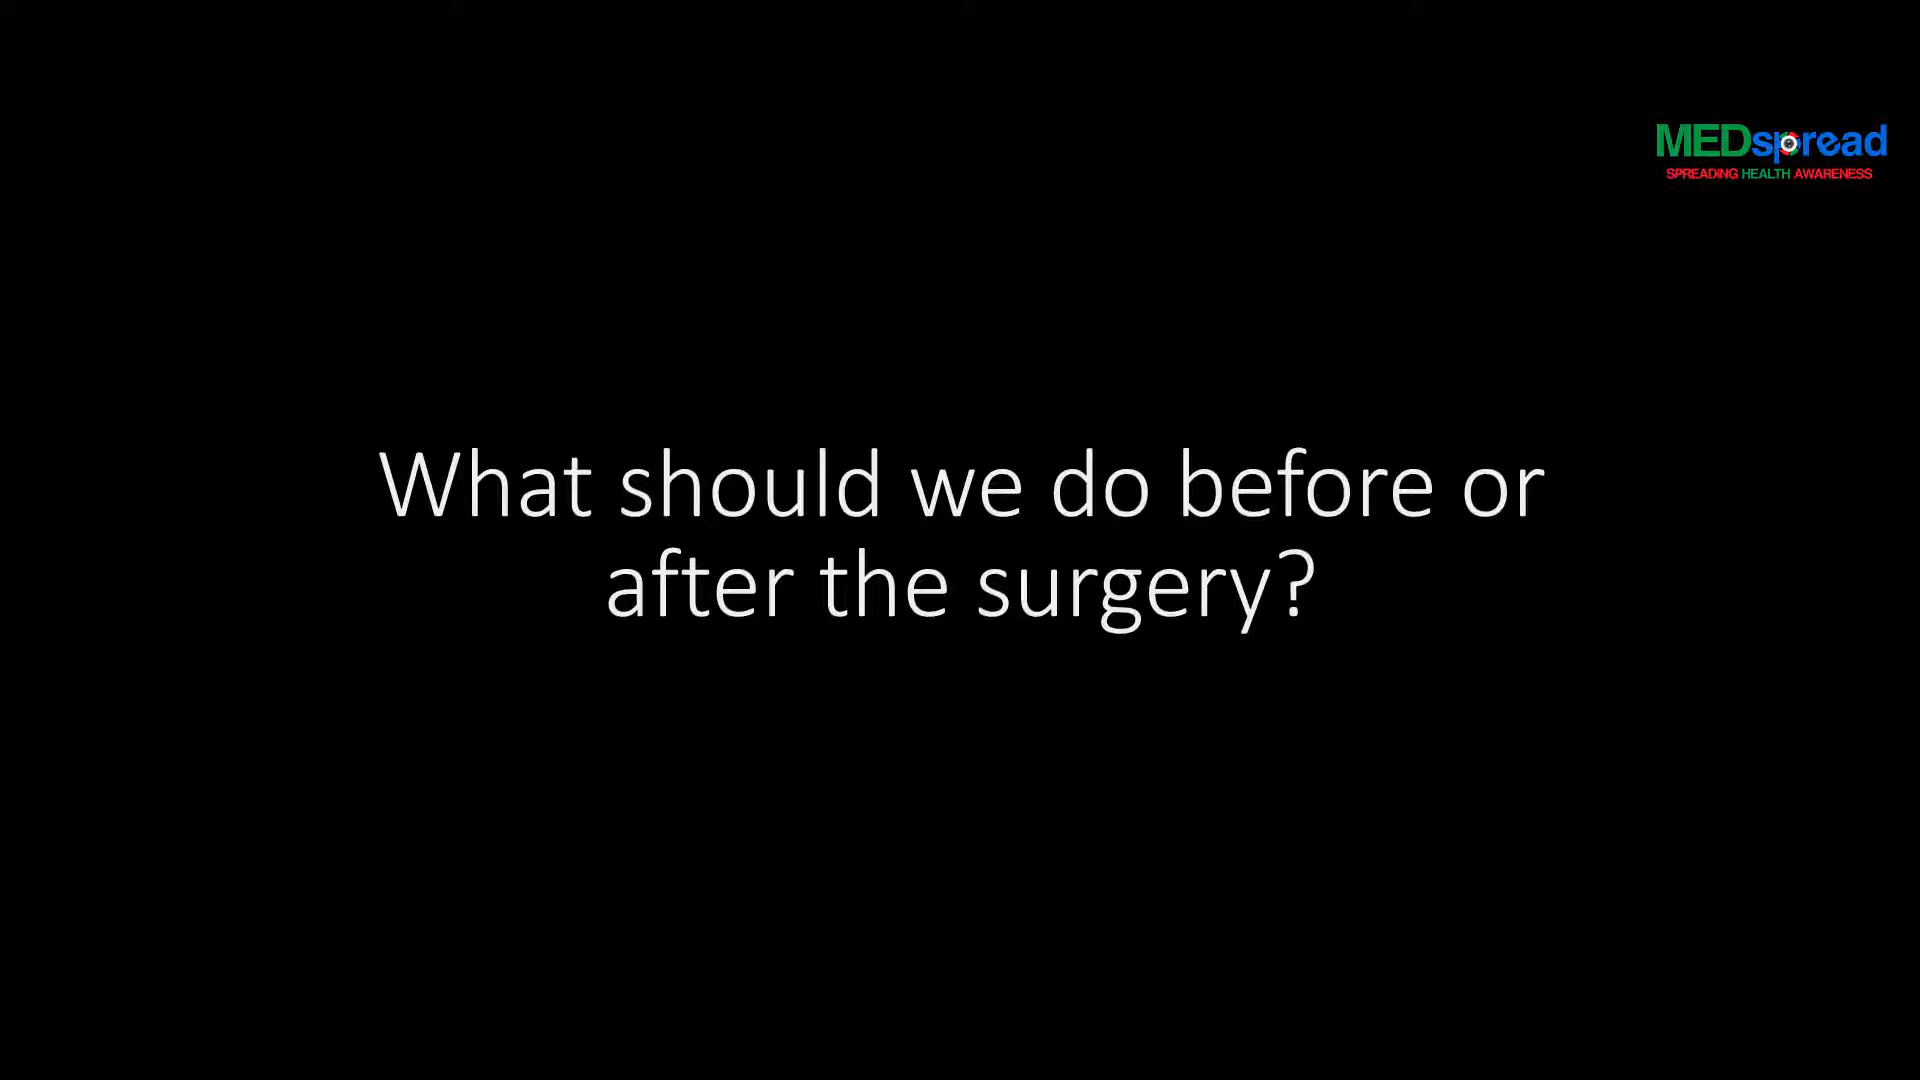 MEDspread
SPREADING HEALTH AWARENESS
What should we do before or
after the surgery?